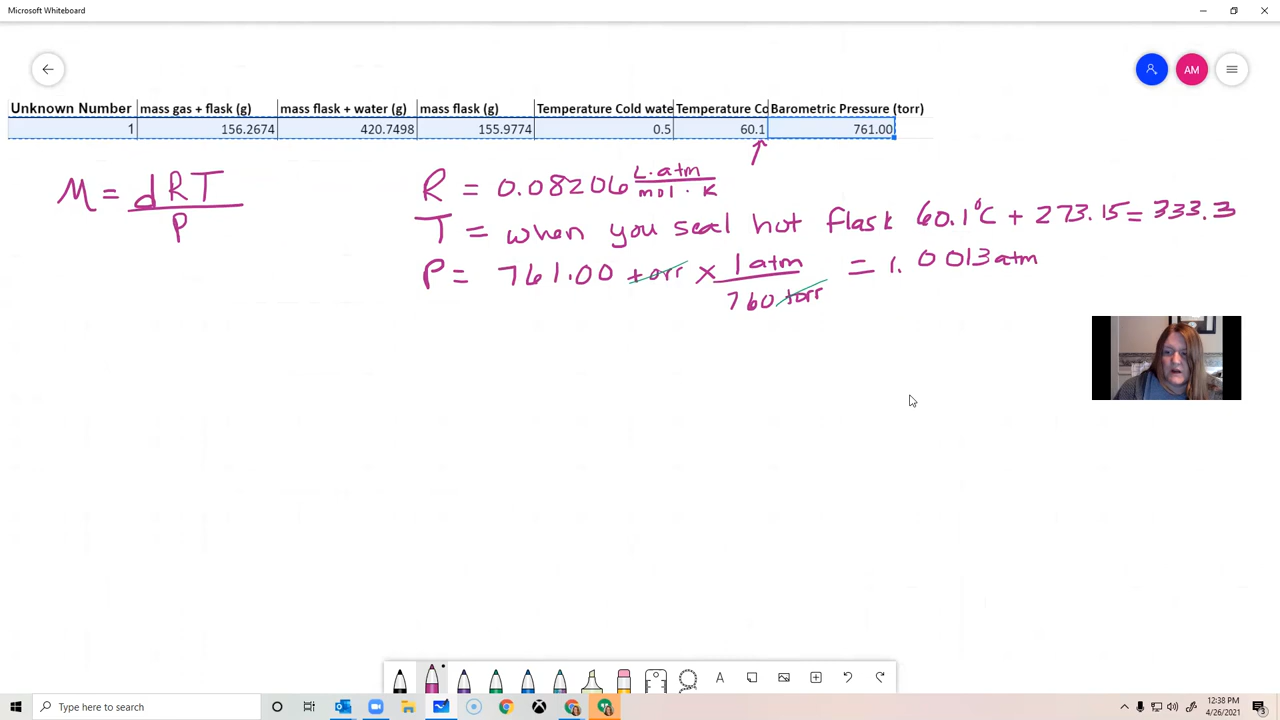 Microsoft Whiteboard
AM
Unknown Number mass gas + flask (g) mass flask + water (g) mass flask (g) Temperature Cold wate Temperature Co Barometric Pressure (torr)
1 156.2674 420.7498 155.9774 0.5 60.1 761.00
M = dRT / P
R = 0.08206 L·atm / mol·K
T = when you seal hot flask 60.1°C + 273.15 = 333.3
P = 761.00 torr x 1 atm / 760 torr = 1.0013 atm
A
Type here to search
12:38 PM
4/26/2021
3